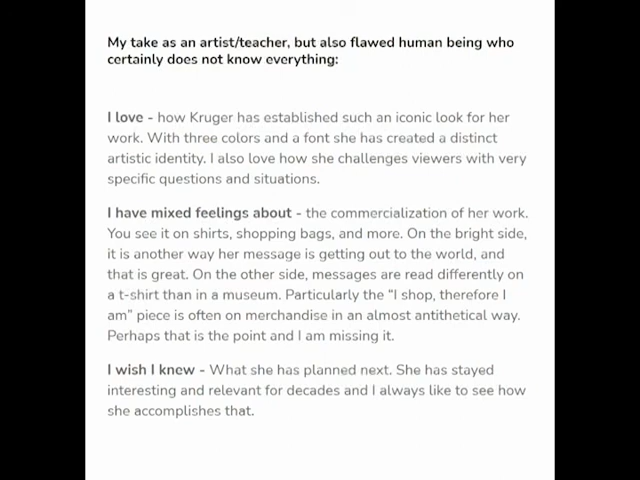 My take as an artist/teacher, but also flawed human being who
certainly does not know everything:
I love - how Kruger has established such an iconic look for her
work. With three colors and a font she has created a distinct
artistic identity. I also love how she challenges viewers with very
specific questions and situations.
I have mixed feelings about - the commercialization of her work.
You see it on shirts, shopping bags, and more. On the bright side,
it is another way her message is getting out to the world, and
that is great. On the other side, messages are read differently on
a t-shirt than in a museum. Particularly the “I shop, therefore I
am” piece is often on merchandise in an almost antithetical way.
Perhaps that is the point and I am missing it.
I wish I knew - What she has planned next. She has stayed
interesting and relevant for decades and I always like to see how
she accomplishes that.